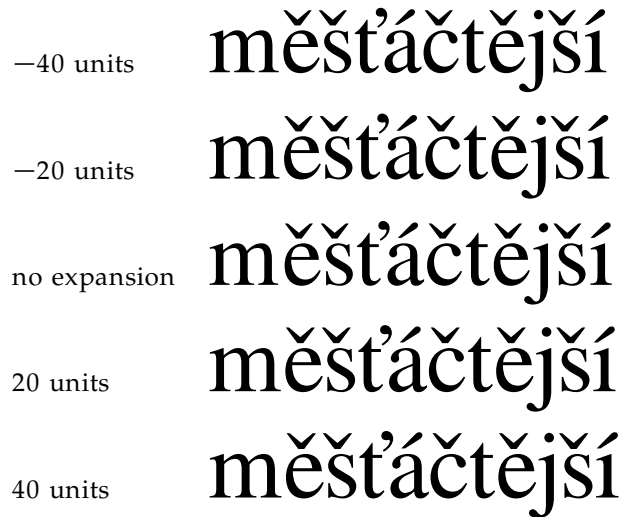 −40 units měšťáčtější
−20 units měšťáčtější
no expansion měšťáčtější
20 units měšťáčtější
40 units měšťáčtější